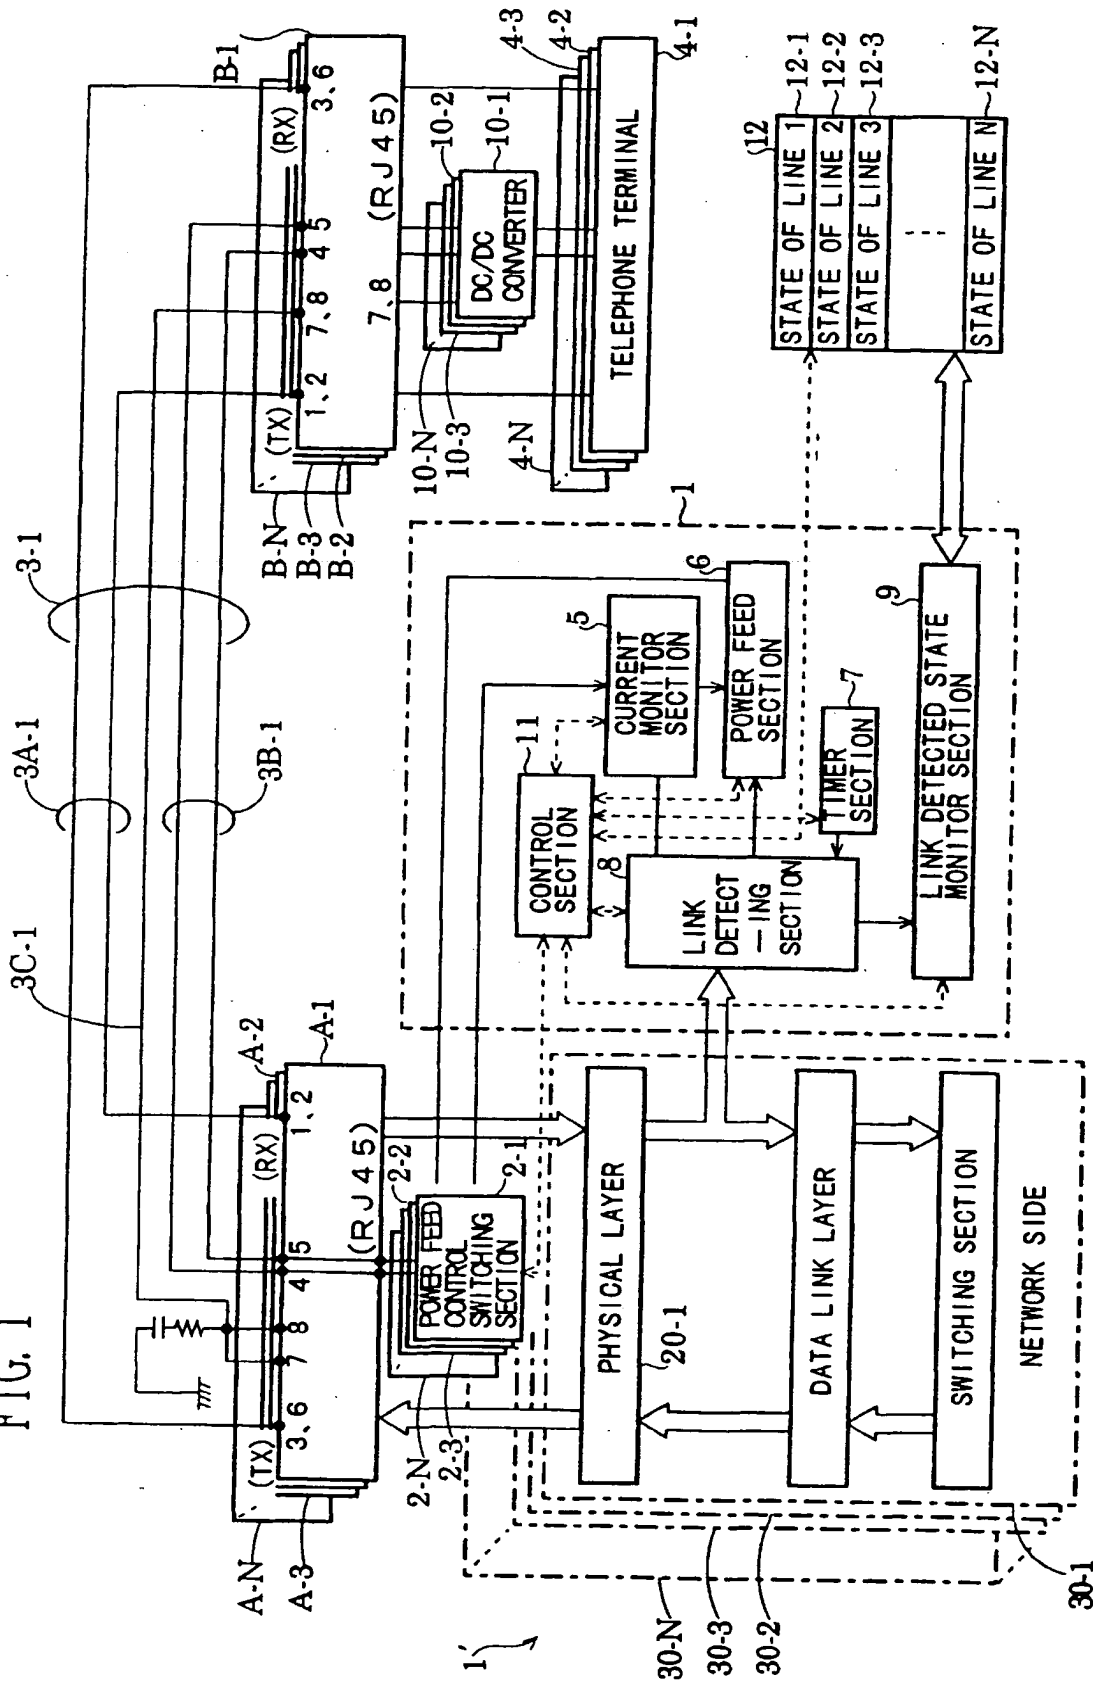 FIG. 1
3C-1
3A-1
3-1
3B-1
A-N
A-3
A-2
A-1
(TX)
3、6
7
8
4
5
(RX)
1、2
(RJ45)
B-N
B-3
B-2
B-1
(TX)
1、2
7、8
4
5
(RX)
3、6
7、8
(RJ45)
2-N
2-3
2-2
2-1
POWER FEED
CONTROL
SWITCHING
SECTION
10-N
10-3
10-2
10-1
DC/DC
CONVERTER
4-N
4-3
4-2
4-1
TELEPHONE TERMINAL
1'
30-N
30-3
30-2
30-1
PHYSICAL LAYER
20-1
DATA LINK LAYER
SWITCHING SECTION
NETWORK SIDE
1
11
CONTROL
SECTION
5
CURRENT
MONITOR
SECTION
6
POWER FEED
SECTION
8
LINK
DETECT
-ING
SECTION
7
TIMER
SECTION
9
LINK DETECTED STATE
MONITOR SECTION
12
STATE OF LINE 1
12-1
STATE OF LINE 2
12-2
STATE OF LINE 3
12-3
STATE OF LINE N
12-N